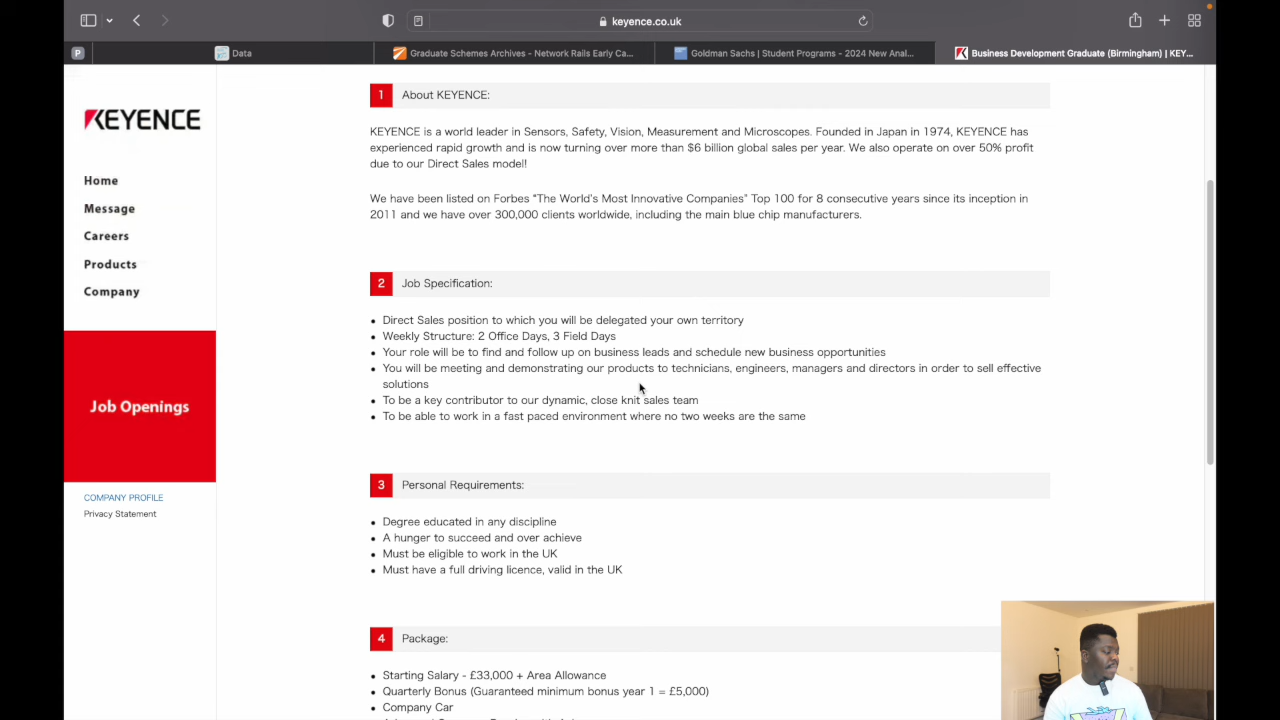 keyence.co.uk
P
Data
Graduate Schemes Archives - Network Rails Early Ca...
Goldman Sachs | Student Programs - 2024 New Anal...
Business Development Graduate (Birmingham) | KEY...
KEYENCE
Home
Message
Careers
Products
Company
Job Openings
COMPANY PROFILE
Privacy Statement
1 About KEYENCE:
KEYENCE is a world leader in Sensors, Safety, Vision, Measurement and Microscopes. Founded in Japan in 1974, KEYENCE has
experienced rapid growth and is now turning over more than $6 billion global sales per year. We also operate on over 50% profit
due to our Direct Sales model!
We have been listed on Forbes "The World's Most Innovative Companies" Top 100 for 8 consecutive years since its inception in
2011 and we have over 300,000 clients worldwide, including the main blue chip manufacturers.
2 Job Specification:
• Direct Sales position to which you will be delegated your own territory
• Weekly Structure: 2 Office Days, 3 Field Days
• Your role will be to find and follow up on business leads and schedule new business opportunities
• You will be meeting and demonstrating our products to technicians, engineers, managers and directors in order to sell effective
solutions
• To be a key contributor to our dynamic, close knit sales team
• To be able to work in a fast paced environment where no two weeks are the same
3 Personal Requirements:
• Degree educated in any discipline
• A hunger to succeed and over achieve
• Must be eligible to work in the UK
• Must have a full driving licence, valid in the UK
4 Package:
• Starting Salary - £33,000 + Area Allowance
• Quarterly Bonus (Guaranteed minimum bonus year 1 = £5,000)
• Company Car